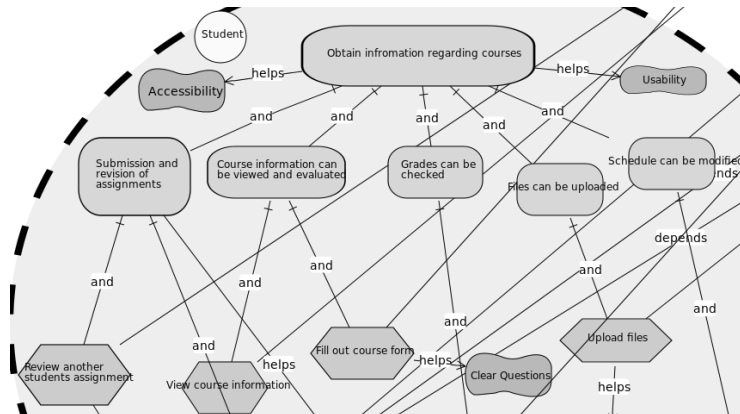 Student
Obtain infromation regarding courses
helps
helps
Accessibility
Usability
and
and
and
and
and
Submission and
revision of
assignments
Course information can
be viewed and evaluated
Grades can be
checked
Files can be uploaded
Schedule can be modified
nds
depends
and
and
and
and
and
and
and
Review another
students assignment
View course information
helps
Fill out course form
helps
Clear Questions
Upload files
helps